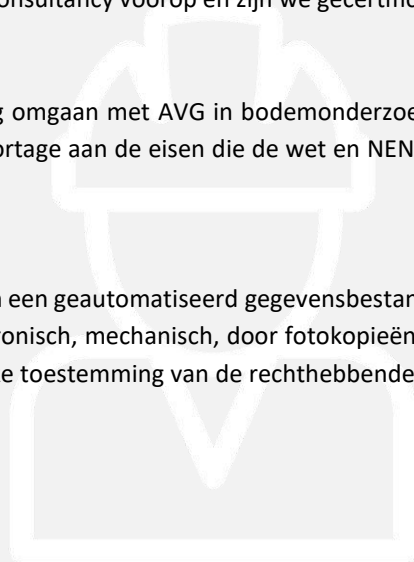 onsultancy voorop en zijn we
g omgaan met AVG in bodemonderzoe
ortage aan de eisen die de wet en NEN
een geautomatiseerd gegevensbestan
ronisch, mechanisch, door fotokopieën
e toestemming van de rechthebbende